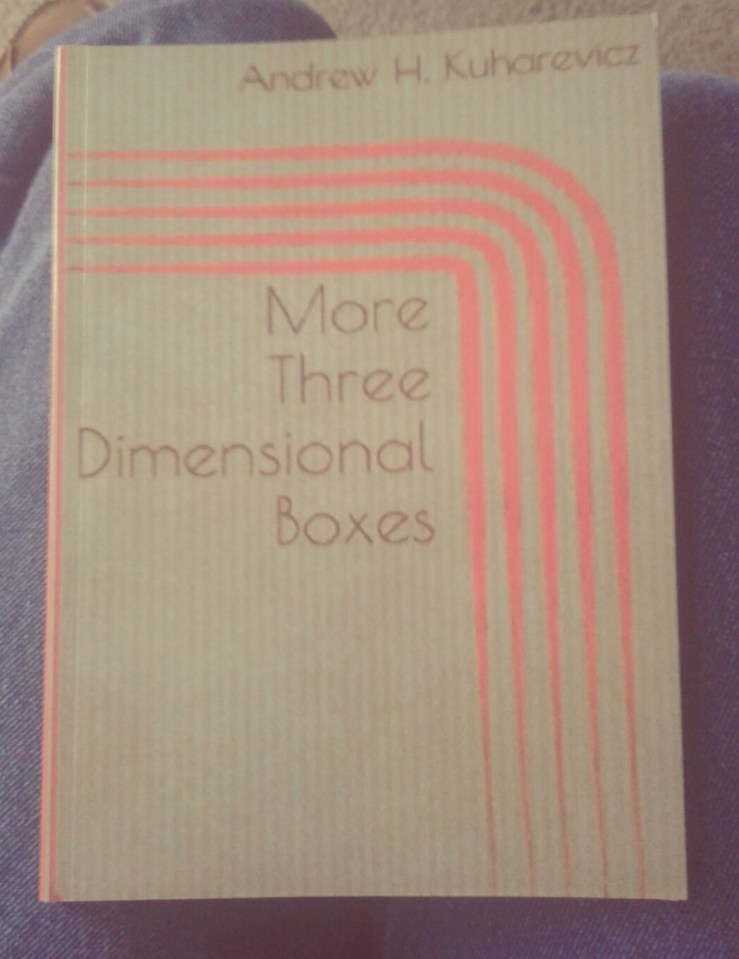 Andrew H. Kuharevicz
More
Three
Dimensional
Boxes